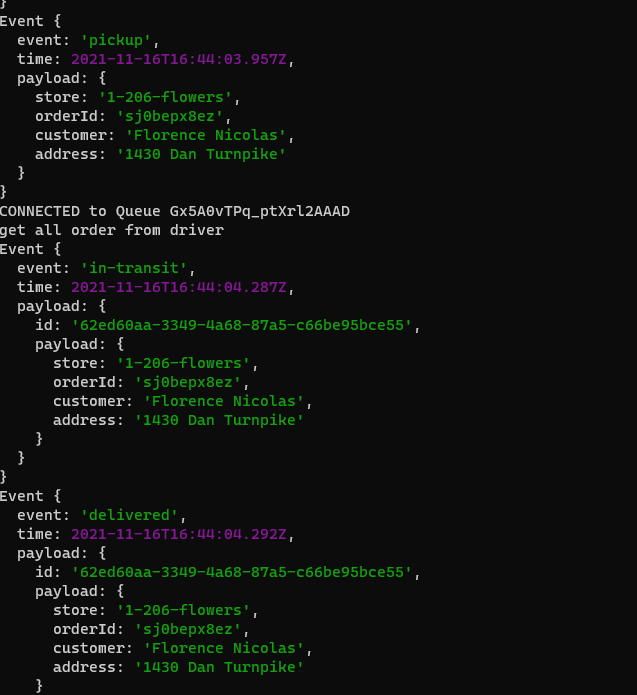 }
Event {
  event: 'pickup',
  time: 2021-11-16T16:44:03.957Z,
  payload: {
    store: '1-206-flowers',
    orderId: 'sj0bepx8ez',
    customer: 'Florence Nicolas',
    address: '1430 Dan Turnpike'
  }
}
CONNECTED to Queue Gx5A0vTPq_ptXrl2AAAD
get all order from driver
Event {
  event: 'in-transit',
  time: 2021-11-16T16:44:04.287Z,
  payload: {
    id: '62ed60aa-3349-4a68-87a5-c66be95bce55',
    payload: {
      store: '1-206-flowers',
      orderId: 'sj0bepx8ez',
      customer: 'Florence Nicolas',
      address: '1430 Dan Turnpike'
    }
  }
}
Event {
  event: 'delivered',
  time: 2021-11-16T16:44:04.292Z,
  payload: {
    id: '62ed60aa-3349-4a68-87a5-c66be95bce55',
    payload: {
      store: '1-206-flowers',
      orderId: 'sj0bepx8ez',
      customer: 'Florence Nicolas',
      address: '1430 Dan Turnpike'
    }